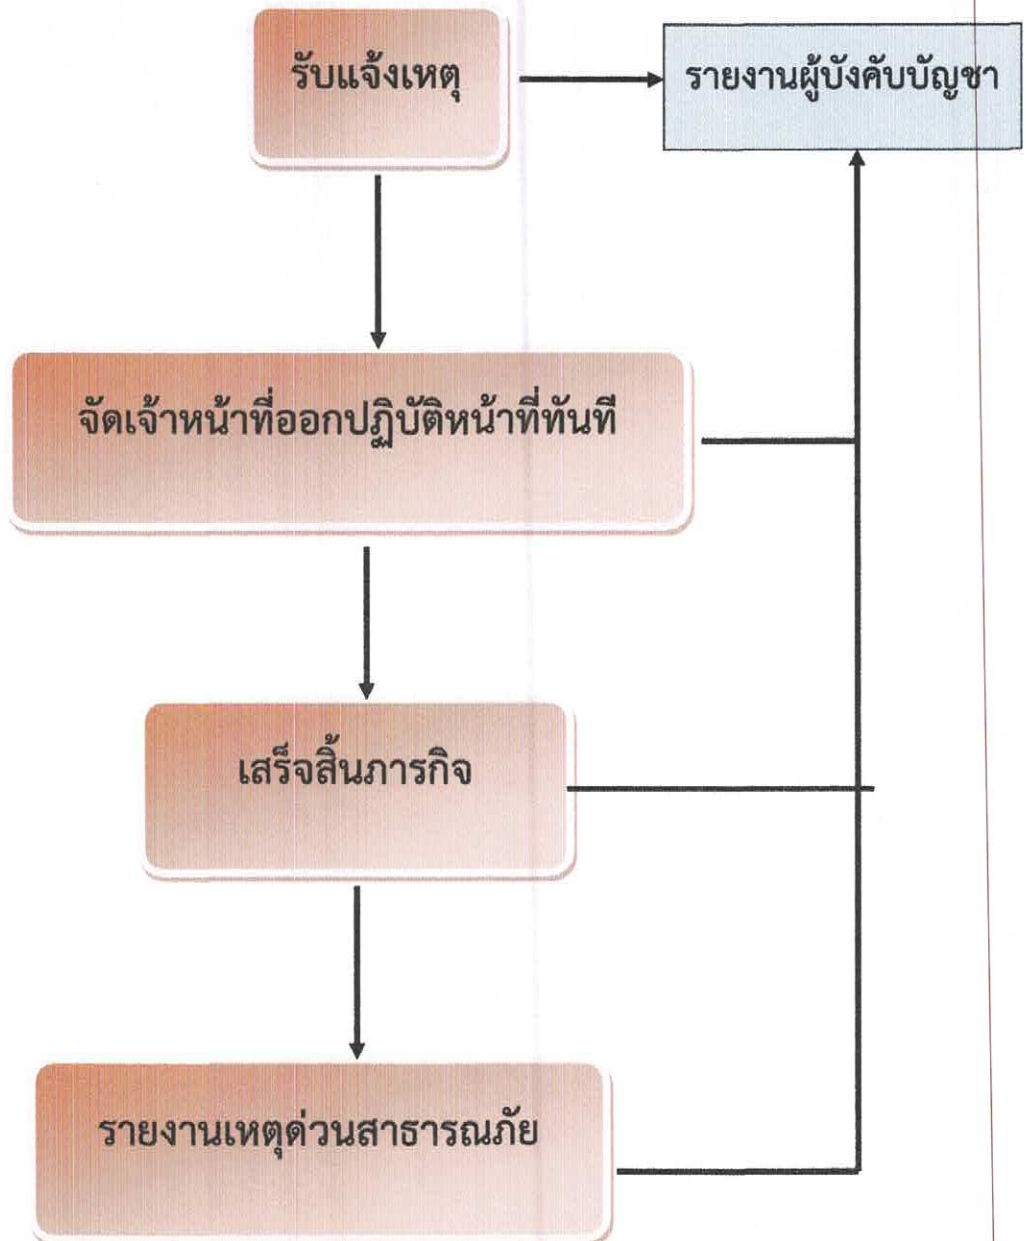 รับแจ้งเหตุ
รายงานผู้บังคับบัญชา
จัดเจ้าหน้าที่ออกปฏิบัติหน้าที่ทันที
เสร็จสิ้นภารกิจ
รายงานเหตุด่วนสาธารณภัย